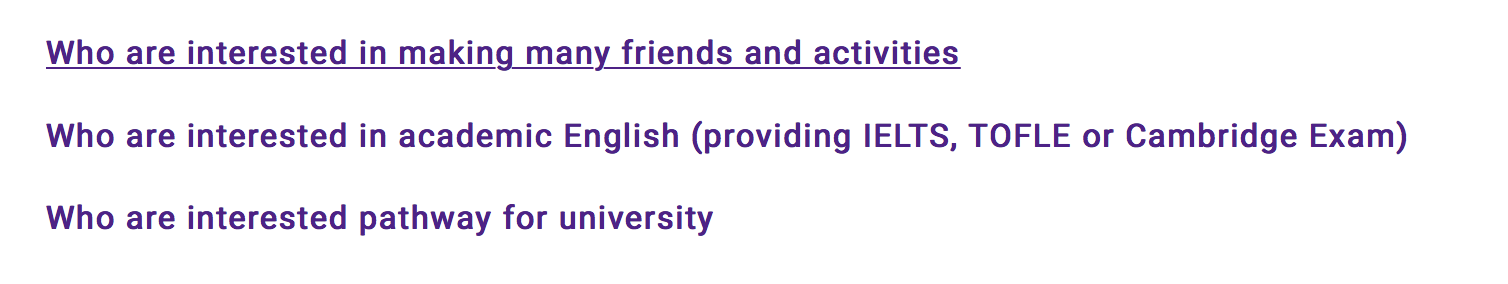 Who are interested in making many friends and activities
Who are interested in academic English (providing IELTS, TOFLE or Cambridge Exam)
Who are interested pathway for university